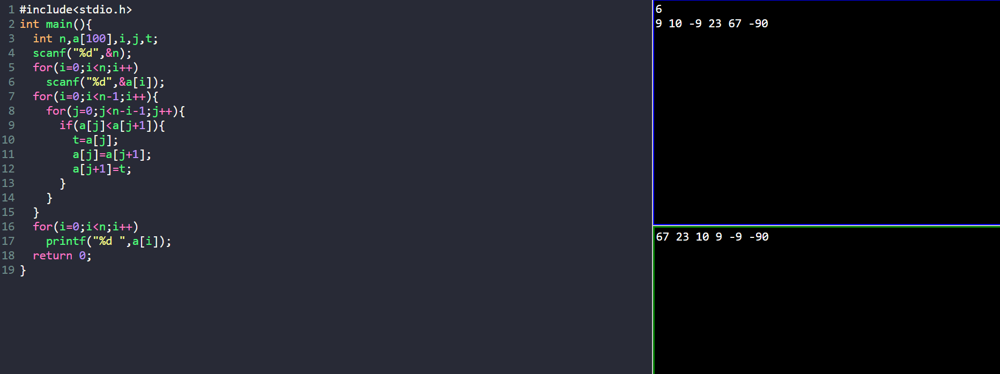 1 #include<stdio.h>
2 int main(){
3   int n,a[100],i,j,t;
4   scanf("%d",&n);
5   for(i=0;i<n;i++)
6     scanf("%d",&a[i]);
7   for(i=0;i<n-1;i++){
8     for(j=0;j<n-i-1;j++){
9       if(a[j]<a[j+1]){
10         t=a[j];
11         a[j]=a[j+1];
12         a[j+1]=t;
13       }
14     }
15   }
16   for(i=0;i<n;i++)
17     printf("%d ",a[i]);
18   return 0;
19 }
6
9 10 -9 23 67 -90
67 23 10 9 -9 -90